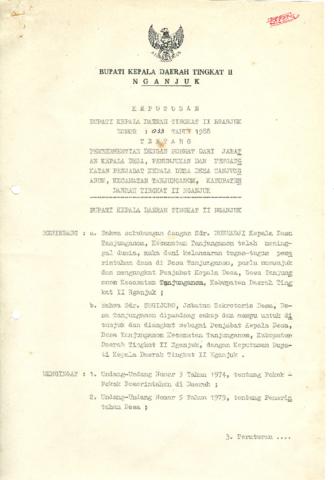 BUPATI KEPALA DAERAH TINGKAT II
NGANJUK
KEPUTUSAN
BUPATI KEPALA DAERAH TINGKAT II NGANJUK
NOMOR : TAHUN 1988
TENTANG
PEMBERHENTIAN DENGAN HORMAT DARI JABAT
AN KEPALA DESA, PENUNJUKAN DAN PENGANG
KATAN PENJABAT KEPALA DESA DESA TANJUNG
ANOM, KECAMATAN TANJUNGANOM, KABUPATEN
DAERAH TINGKAT II NGANJUK
BUPATI KEPALA DAERAH TINGKAT II NGANJUK
MENIMBANG : a. Bahwa sehubungan dengan Sdr. Kepala Desa
Tanjunganom, Kecamatan Tanjunganom telah mening-
gal dunia, maka demi kelancaran tugas-tugas peme
rintahan desa di Desa Tanjunganom, perlu menunjuk
dan mengangkat Penjabat Kepala Desa, Desa Tanjung
anom Kecamatan Tanjunganom, Kabupaten Daerah Ting
kat II Nganjuk ;
b. Bahwa Sdr. Jabatan Sekretaris Desa, De-
sa Tanjunganom dipandang cakap dan mampu untuk di
tunjuk dan diangkat sebagai Penjabat Kepala Desa,
Desa Tanjunganom Kecamatan Tanjunganom, Kabupaten
Daerah Tingkat II Nganjuk, dengan Keputusan Bupa-
ti Kepala Daerah Tingkat II Nganjuk .
MENGINGAT : 1. Undang-Undang Nomor 5 Tahun 1974, tentang Pokok -
Pokok Pemerintahan di Daerah ;
2. Undang-Undang Nomor 5 Tahun 1979, tentang Pemerin
tahan Desa ;
3. Peraturan ....